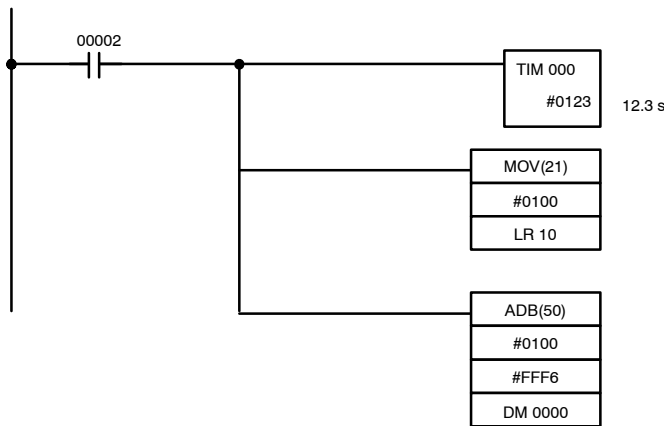 00002
TIM 000
#0123
12.3 s
MOV(21)
#0100
LR 10
ADB(50)
#0100
#FFF6
DM 0000